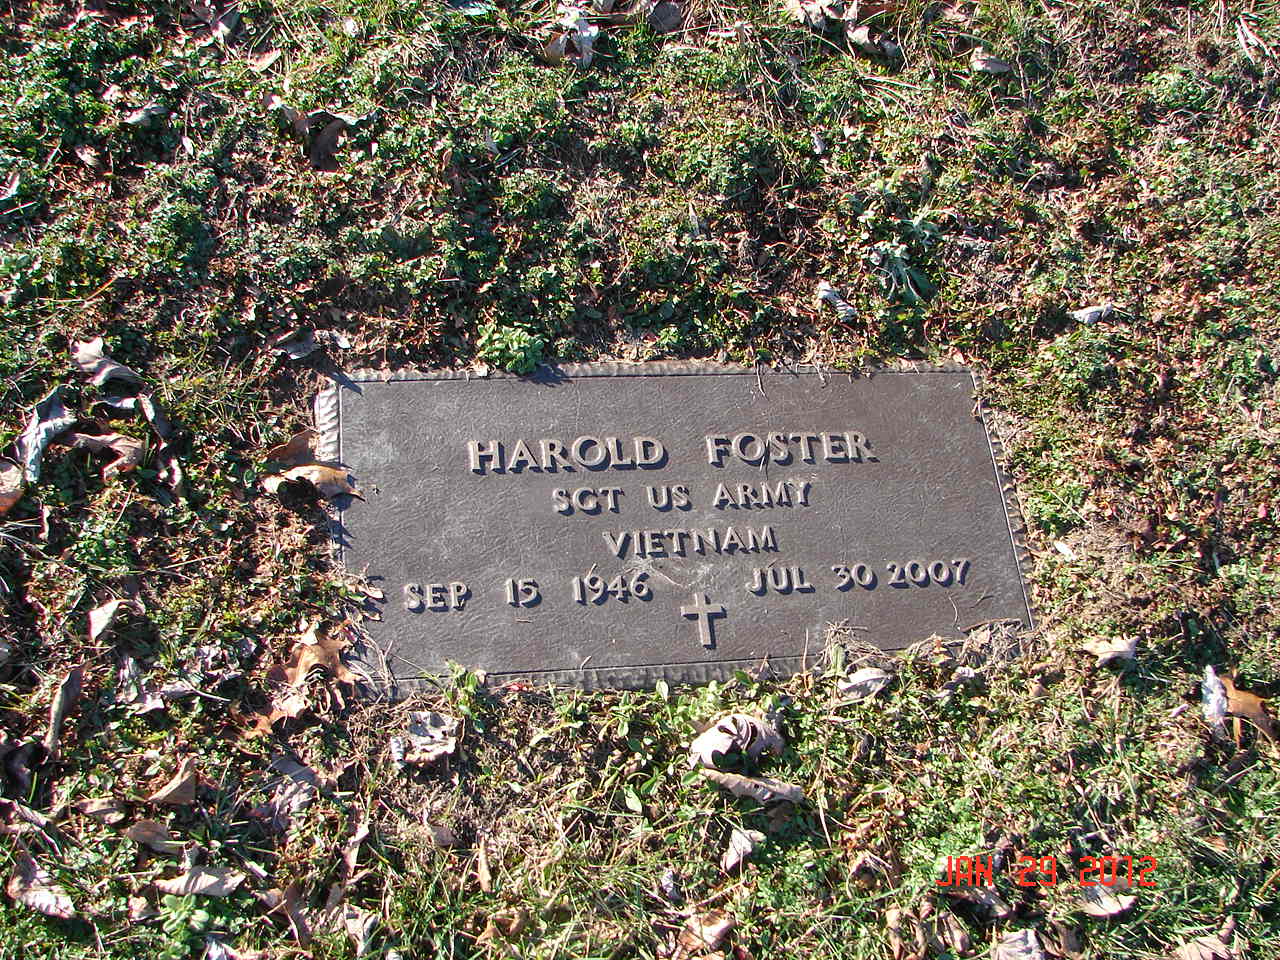 HAROLD FOSTER
SGT US ARMY
VIETNAM
SEP 15 1946 JUL 30 2007
JAN 29 2012